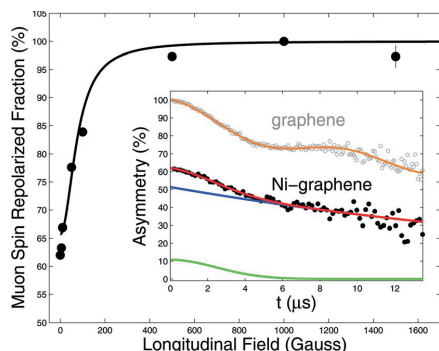 Muon Spin Repolarized Fraction (%)
105
100
95
90
85
80
75
70
65
60
55
50
0 200 400 600 800 1000 1200 1400 1600
Longitudinal Field (Gauss)
Asymmetry (%)
100
90
80
70
60
50
40
30
20
10
0
0 2 4 6 8 10 12
t (μs)
graphene
Ni-graphene